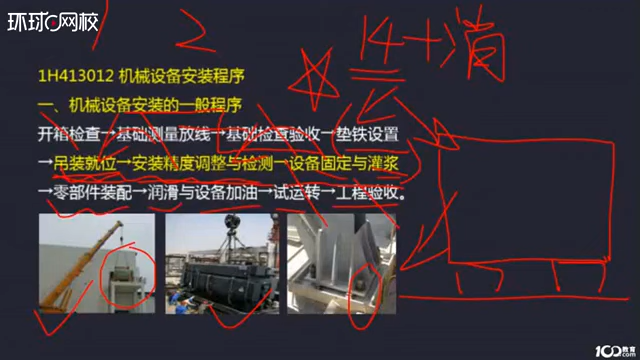 环球网校
1 2
14+消
1H413012 机械设备安装程序
一、机械设备安装的一般程序
开箱检查→基础测量放线→基础检查验收→垫铁设置
→吊装就位→安装精度调整与检测→设备固定与灌浆
→零部件装配→润滑与设备加油→试运转→工程验收。
100教育